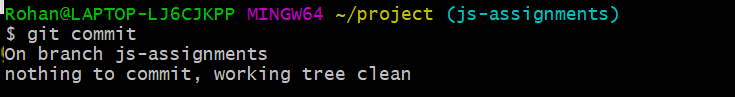 Rohan@LAPTOP-LJ6CJKPP MINGW64 ~/project (js-assignments)
$ git commit
On branch js-assignments
nothing to commit, working tree clean